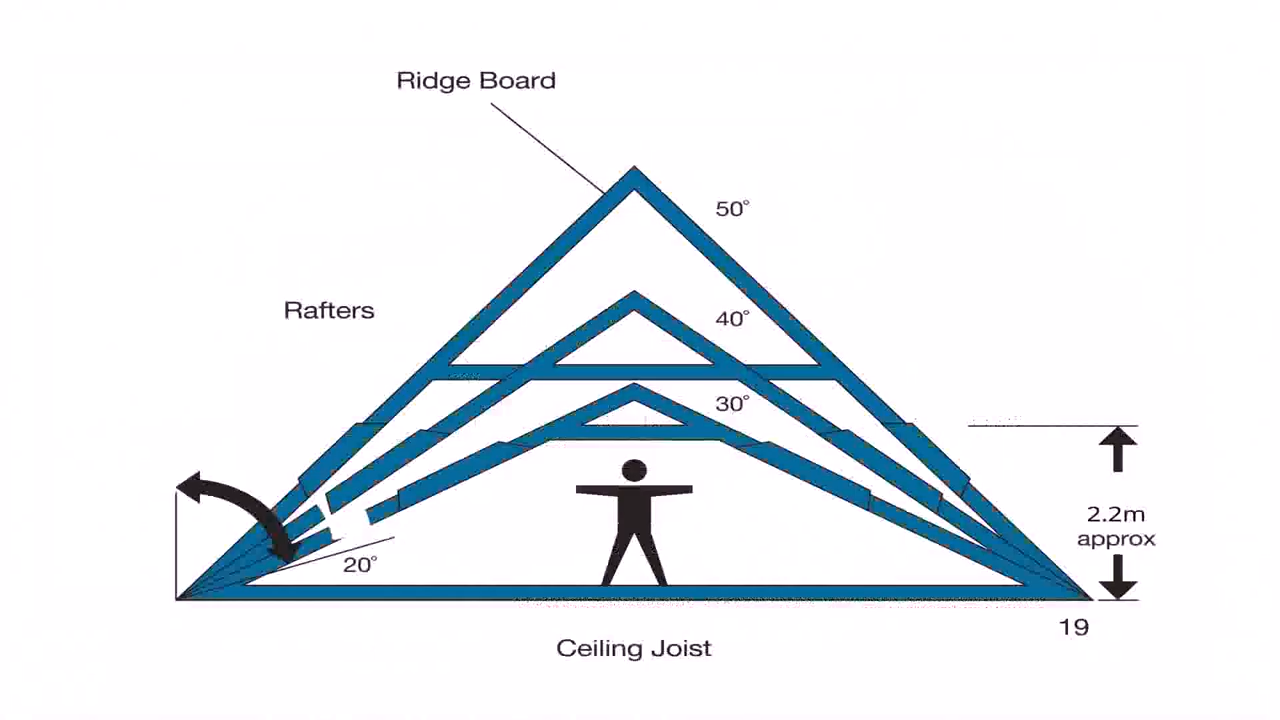 Ridge Board
50°
Rafters
40°
30°
2.2m
approx
20°
19
Ceiling Joist